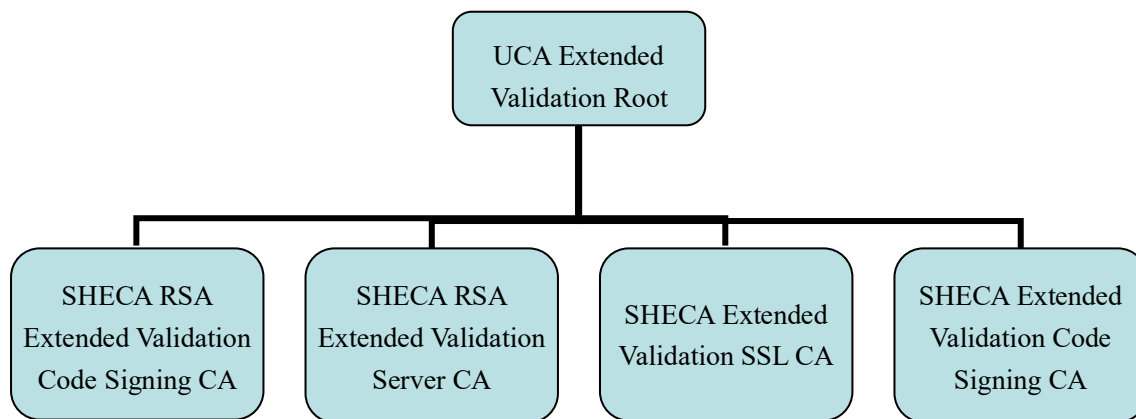 UCA Extended
Validation Root
SHECA RSA
Extended Validation
Code Signing CA
SHECA RSA
Extended Validation
Server CA
SHECA Extended
Validation SSL CA
SHECA Extended
Validation Code
Signing CA